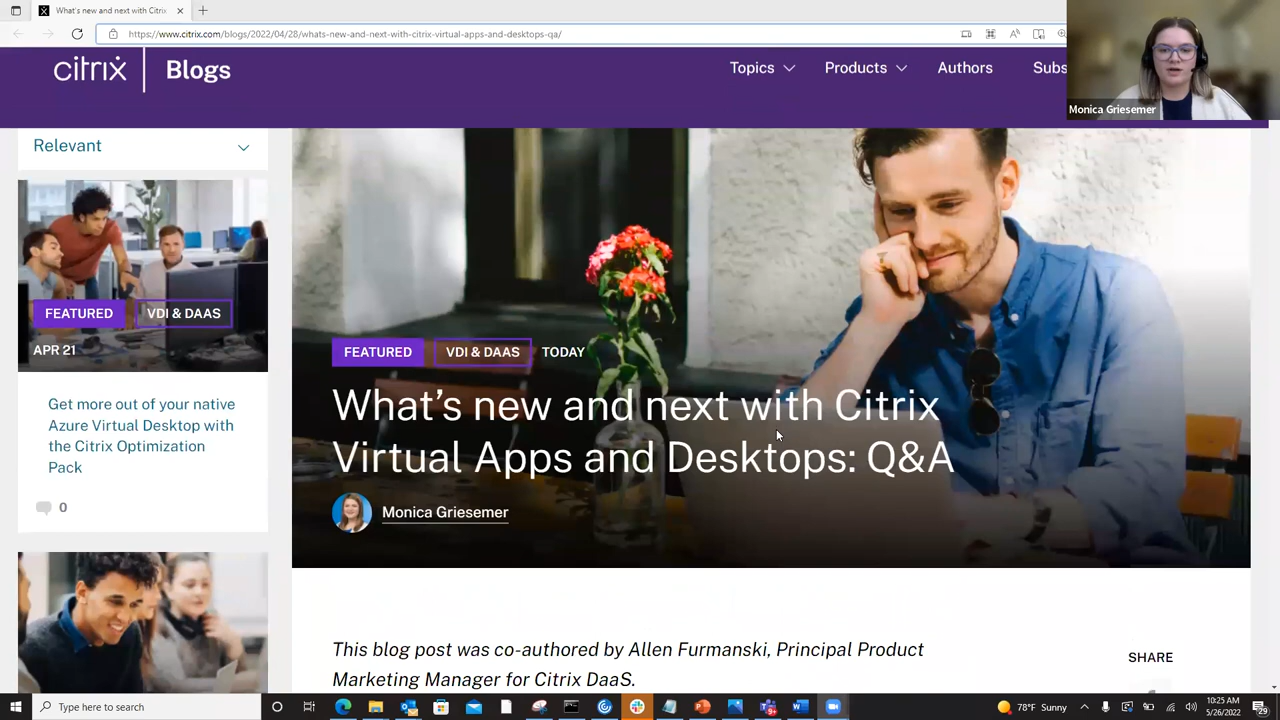 What's new and next with Citrix
https://www.citrix.com/blogs/2022/04/28/whats-new-and-next-with-citrix-virtual-apps-and-desktops-qa/
citrix
Blogs
Topics
Products
Authors
Subs
Monica Griesemer
Relevant
FEATURED
VDI & DAAS
APR 21
Get more out of your native
Azure Virtual Desktop with
the Citrix Optimization
Pack
0
FEATURED
VDI & DAAS
TODAY
What's new and next with Citrix
Virtual Apps and Desktops: Q&A
Monica Griesemer
This blog post was co-authored by Allen Furmanski, Principal Product
Marketing Manager for Citrix DaaS.
SHARE
Type here to search
78°F Sunny
10:25 AM
5/26/2022